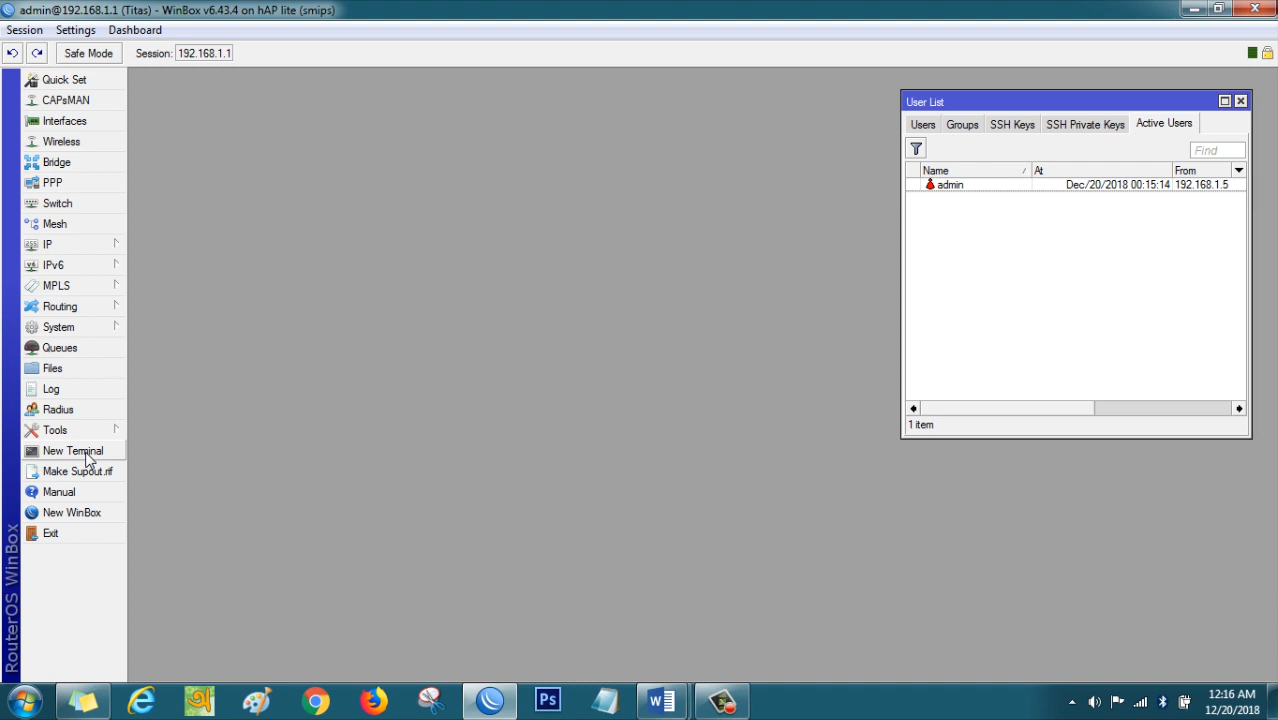 admin@192.168.1.1 (Titas) - WinBox v6.43.4 on hAP lite (smips)
Session Settings Dashboard
Safe Mode Session: 192.168.1.1
Quick Set
CAPsMAN
Interfaces
Wireless
Bridge
PPP
Switch
Mesh
IP
IPv6
MPLS
Routing
System
Queues
Files
Log
Radius
Tools
New Terminal
Make Supout.rif
Manual
New WinBox
Exit
RouterOS WinBox
User List
Users Groups SSH Keys SSH Private Keys Active Users
Find
Name At From
admin Dec/20/2018 00:15:14 192.168.1.5
1 item
Ps
12:16 AM
12/20/2018